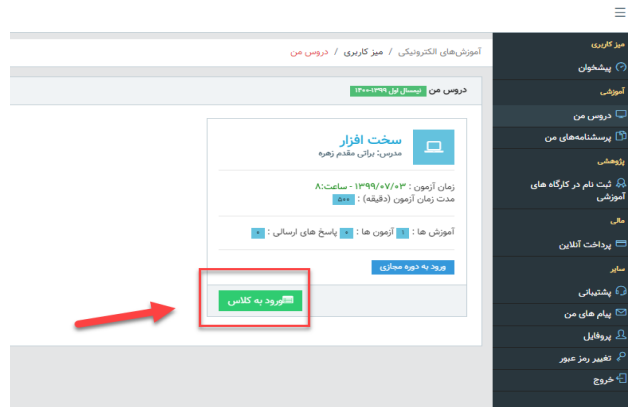 میز کاربری
پیشخوان
آموزشی
دروس من
پرسشنامه‌های من
پژوهشی
ثبت نام در کارگاه های آموزشی
مالی
پرداخت آنلاین
سایر
پشتیبانی
پیام های من
پروفایل
تغییر رمز عبور
خروج
آموزش‌های الکترونیکی / میز کاربری / دروس من
دروس من نیمسال اول ۱۳۹۹-۱۴۰۰
سخت افزار
مدرس: براتی مقدم زهره
زمان آزمون : ۱۳۹۹/۰۷/۰۳ - ساعت:۸
مدت زمان آزمون (دقیقه) : ۵۰۰
آموزش ها : ۱ آزمون ها : ۰ پاسخ های ارسالی : ۰
ورود به دوره مجازی
ورود به کلاس